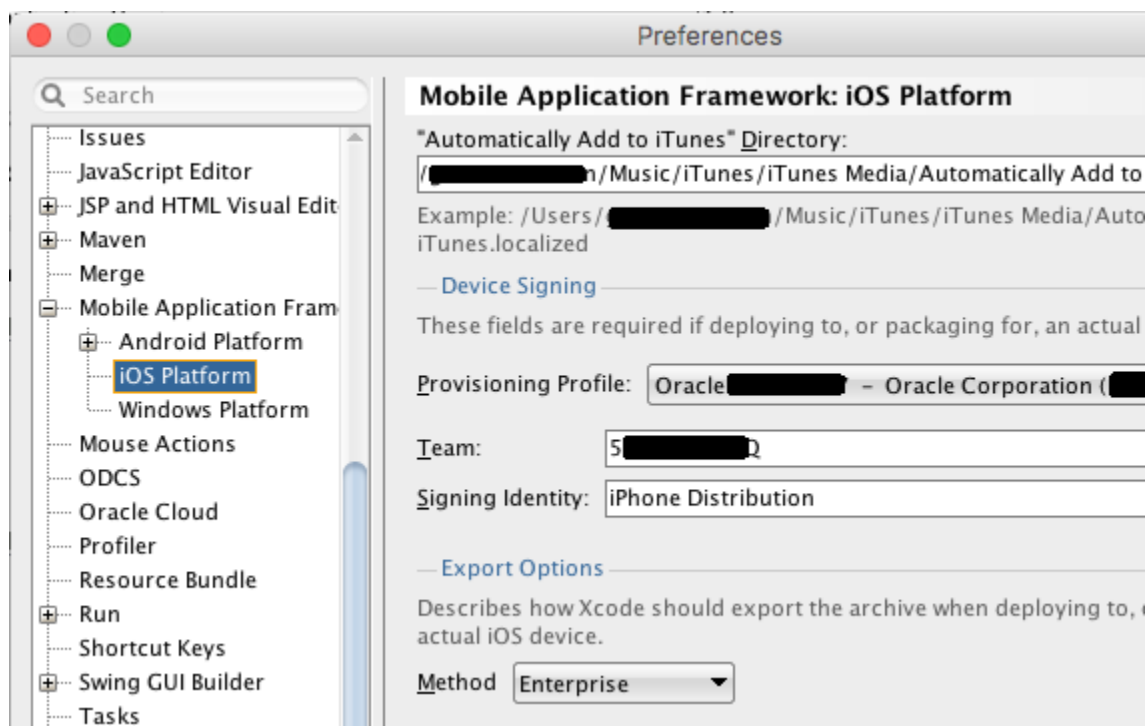 Preferences
Search
Issues
JavaScript Editor
JSP and HTML Visual Edit
Maven
Merge
Mobile Application Fram
Android Platform
iOS Platform
Windows Platform
Mouse Actions
ODCS
Oracle Cloud
Profiler
Resource Bundle
Run
Shortcut Keys
Swing GUI Builder
Tasks
Mobile Application Framework: iOS Platform
"Automatically Add to iTunes" Directory:
/ n/Music/iTunes/iTunes Media/Automatically Add to
Example: /Users/ /Music/iTunes/iTunes Media/Auto
iTunes.localized
Device Signing
These fields are required if deploying to, or packaging for, an actual
Provisioning Profile: Oracle – Oracle Corporation (
Team: 5 Q
Signing Identity: iPhone Distribution
Export Options
Describes how Xcode should export the archive when deploying to,
actual iOS device.
Method Enterprise